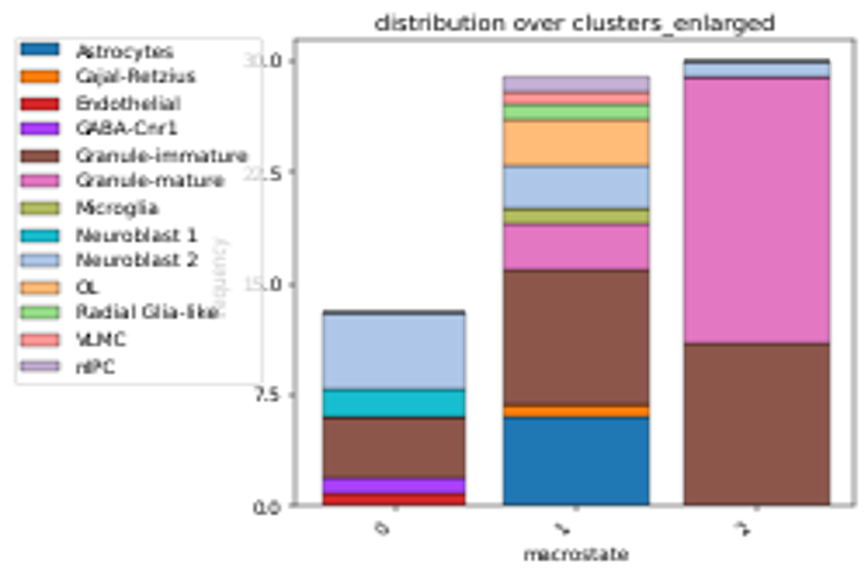 distribution over clusters_enlarged
Astrocytes
Cajal-Retzius
Endothelial
GABA-Cnr1
Granule-immature
Granule-mature
Microglia
Neuroblast 1
Neuroblast 2
OL
Radial Glia-like
VLMC
nIPC
frequency
30.0
22.5
15.0
7.5
0.0
0
1
2
macrostate